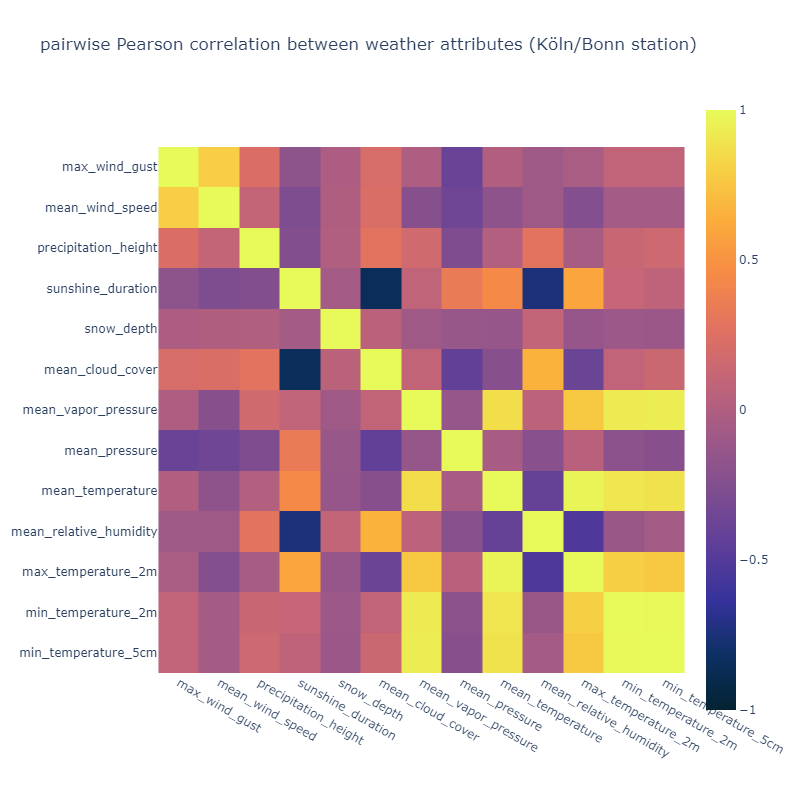 pairwise Pearson correlation between weather attributes (Köln/Bonn station)
max_wind_gust
mean_wind_speed
precipitation_height
sunshine_duration
snow_depth
mean_cloud_cover
mean_vapor_pressure
mean_pressure
mean_temperature
mean_relative_humidity
max_temperature_2m
min_temperature_2m
min_temperature_5cm
max_wind_gust
mean_wind_speed
precipitation_height
sunshine_duration
snow_depth
mean_cloud_cover
mean_vapor_pressure
mean_pressure
mean_temperature
mean_relative_humidity
max_temperature_2m
min_temperature_2m
min_temperature_5cm
1
0.5
0
−0.5
−1